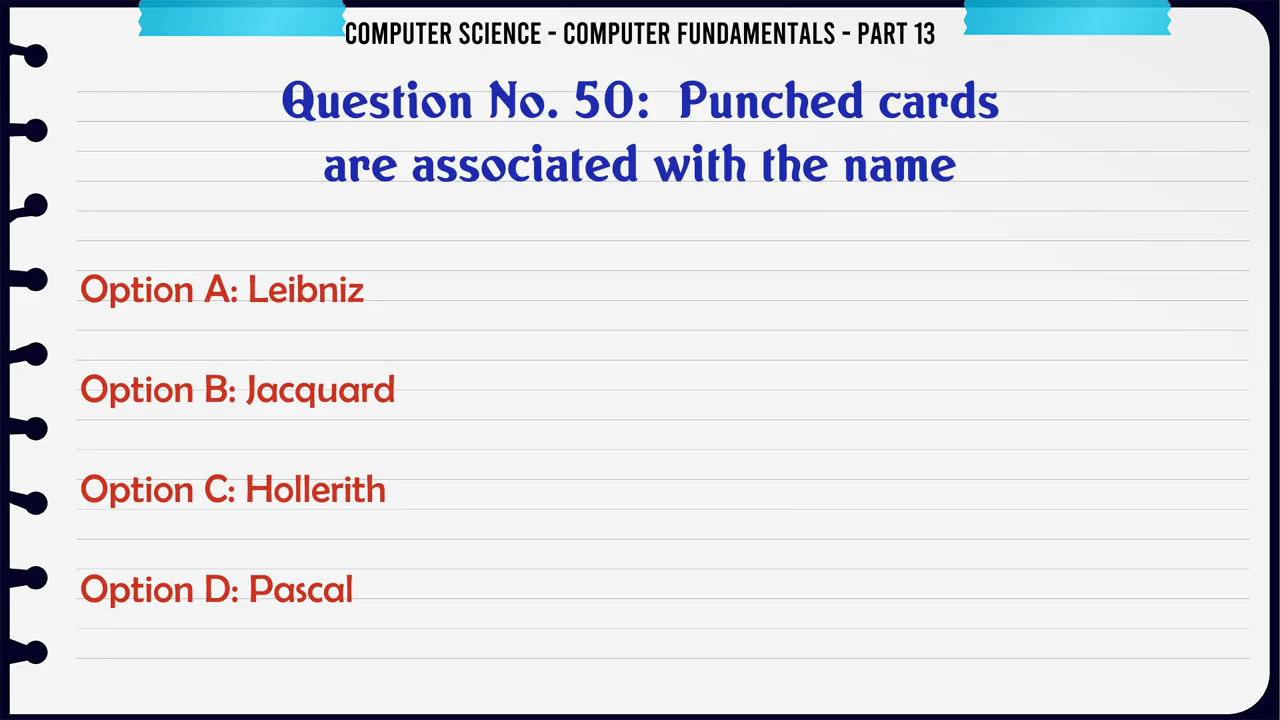 COMPUTER SCIENCE - COMPUTER FUNDAMENTALS - PART 13
Question No. 50: Punched cards
are associated with the name
Option A: Leibniz
Option B: Jacquard
Option C: Hollerith
Option D: Pascal